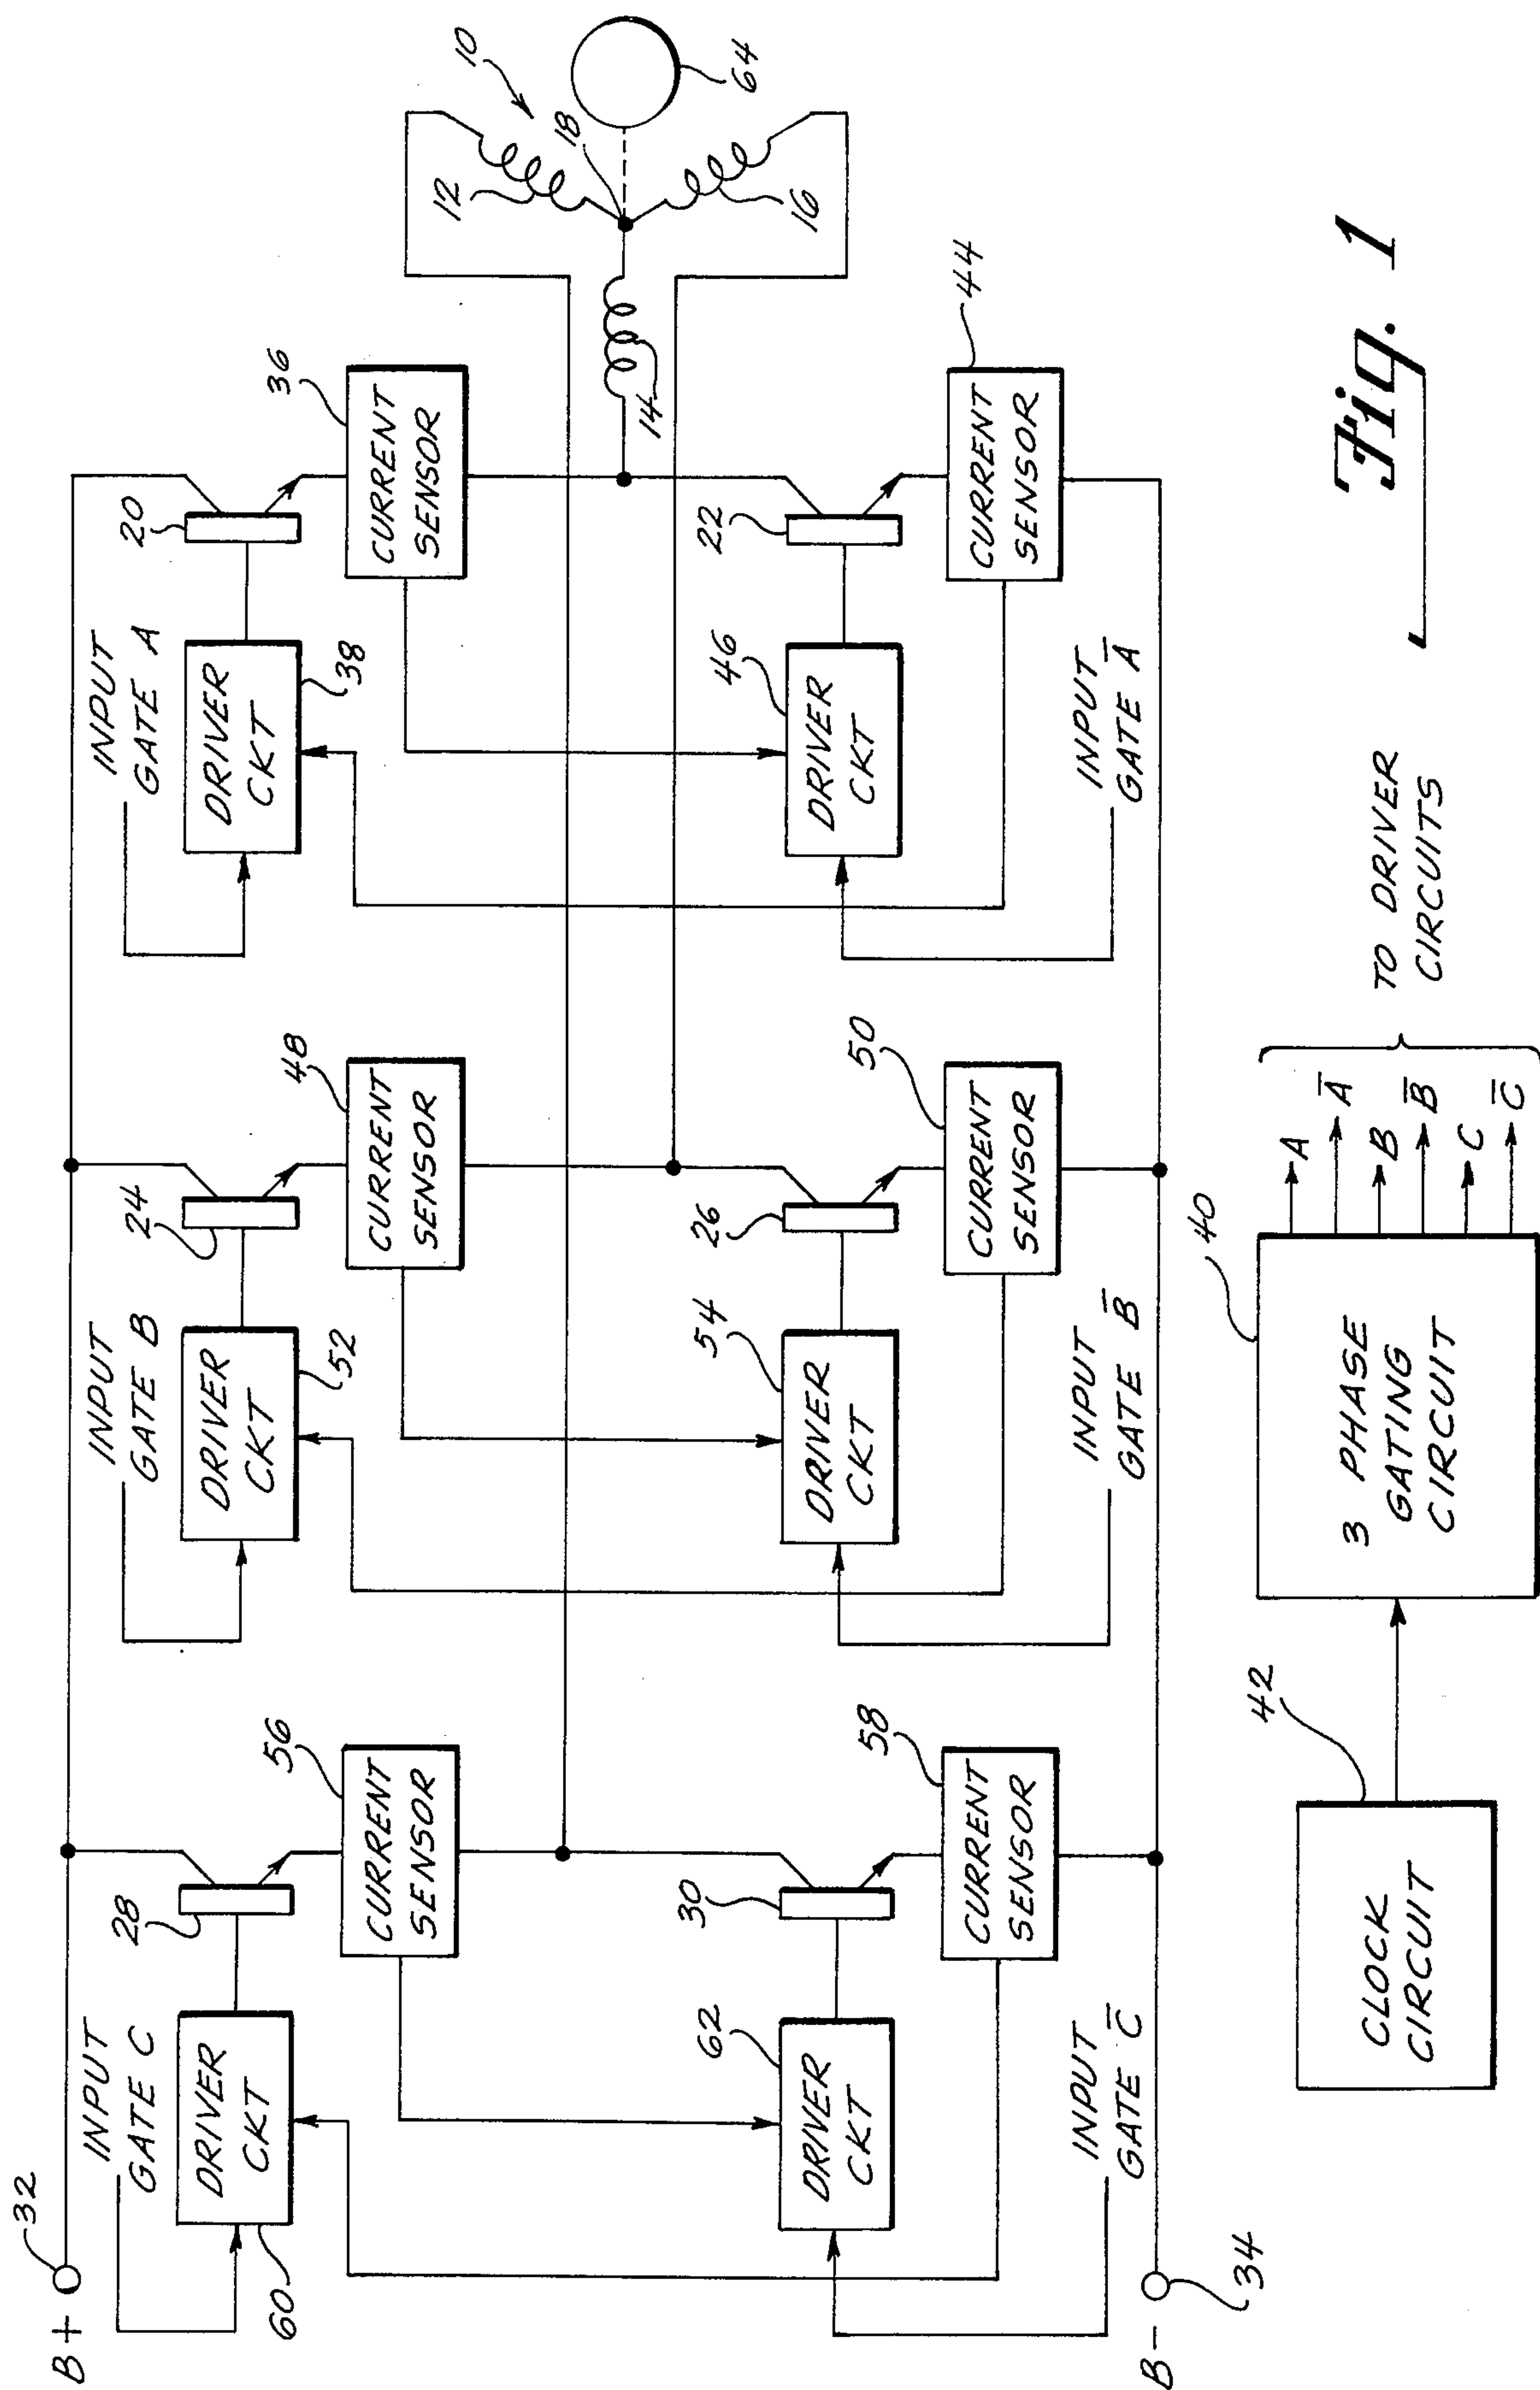 B+
32
INPUT
GATE C
60
DRIVER
CKT
28
56
CURRENT
SENSOR
INPUT
GATE B
DRIVER
CKT
52
24
48
CURRENT
SENSOR
INPUT
GATE A
DRIVER
CKT
38
20
36
CURRENT
SENSOR
10
12
18
14
16
64
62
DRIVER
CKT
30
58
CURRENT
SENSOR
INPUT
GATE C̅
54
DRIVER
CKT
26
50
CURRENT
SENSOR
INPUT
GATE B̅
46
DRIVER
CKT
22
44
CURRENT
SENSOR
INPUT
GATE A̅
B-
34
42
CLOCK
CIRCUIT
40
3 PHASE
GATING
CIRCUIT
A
A̅
B
B̅
C
C̅
TO DRIVER
CIRCUITS
Fig. 1